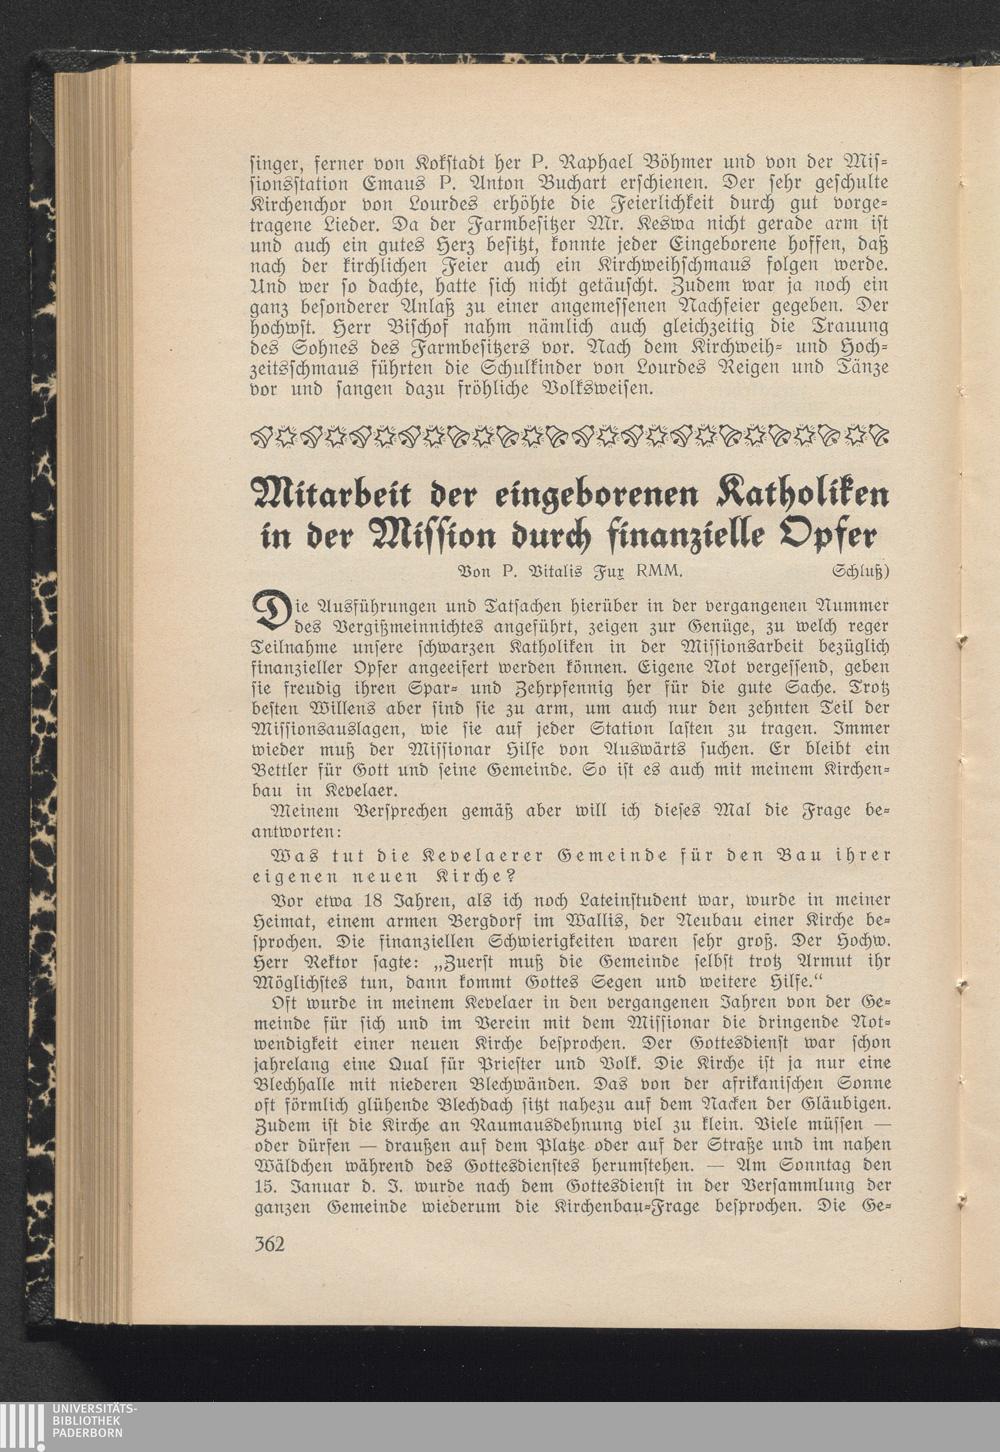 singer, ferner von Kokstadt her P. Raphael Böhmer und von der Mis-
sionsstation Emaus P. Anton Buchart erschienen. Der sehr geschulte
Kirchenchor von Lourdes erhöhte die Feierlichkeit durch gut vorge-
tragene Lieder. Da der Farmbesitzer Mr. Keswa nicht gerade arm ist
und auch ein gutes Herz besitzt, konnte jeder Eingeborene hoffen, daß
nach der kirchlichen Feier auch ein Kirchweihschmaus folgen werde.
Und wer so dachte, hatte sich nicht getäuscht. Zudem war ja noch ein
ganz besonderer Anlaß zu einer angemessenen Nachfeier gegeben. Der
hochwst. Herr Bischof nahm nämlich auch gleichzeitig die Trauung
des Sohnes des Farmbesitzers vor. Nach dem Kirchweih- und Hoch-
zeitsschmaus führten die Schulkinder von Lourdes Reigen und Tänze
vor und sangen dazu fröhliche Volksweisen.
Mitarbeit der eingeborenen Katholiken
in der Mission durch finanzielle Opfer
Von P. Vitalis Fux RMM. Schluß)
Die Ausführungen und Tatsachen hierüber in der vergangenen Nummer
des Vergißmeinnichtes angeführt, zeigen zur Genüge, zu welch reger
Teilnahme unsere schwarzen Katholiken in der Missionsarbeit bezüglich
finanzieller Opfer angeeifert werden können. Eigene Not vergessend, geben
sie freudig ihren Spar- und Zehrpfennig her für die gute Sache. Trotz
besten Willens aber sind sie zu arm, um auch nur den zehnten Teil der
Missionsauslagen, wie sie auf jeder Station lasten zu tragen. Immer
wieder muß der Missionar Hilfe von Auswärts suchen. Er bleibt ein
Bettler für Gott und seine Gemeinde. So ist es auch mit meinem Kirchen-
bau in Kevelaer.
Meinem Versprechen gemäß aber will ich dieses Mal die Frage be-
antworten:
Was tut die Kevelaerer Gemeinde für den Bau ihrer
eigenen neuen Kirche?
Vor etwa 18 Jahren, als ich noch Lateinstudent war, wurde in meiner
Heimat, einem armen Bergdorf im Wallis, der Neubau einer Kirche be-
sprochen. Die finanziellen Schwierigkeiten waren sehr groß. Der Hochw.
Herr Rektor sagte: „Zuerst muß die Gemeinde selbst trotz Armut ihr
Möglichstes tun, dann kommt Gottes Segen und weitere Hilfe.“
Oft wurde in meinem Kevelaer in den vergangenen Jahren von der Ge-
meinde für sich und im Verein mit dem Missionar die dringende Not-
wendigkeit einer neuen Kirche besprochen. Der Gottesdienst war schon
jahrelang eine Qual für Priester und Volk. Die Kirche ist ja nur eine
Blechhalle mit niederen Blechwänden. Das von der afrikanischen Sonne
oft förmlich glühende Blechdach sitzt nahezu auf dem Nacken der Gläubigen.
Zudem ist die Kirche an Raumausdehnung viel zu klein. Viele müssen —
oder dürfen — draußen auf dem Platze oder auf der Straße und im nahen
Wäldchen während des Gottesdienstes herumstehen. — Am Sonntag den
15. Januar d. J. wurde nach dem Gottesdienst in der Versammlung der
ganzen Gemeinde wiederum die Kirchenbau-Frage besprochen. Die Ge-
362
UNIVERSITÄTS-
BIBLIOTHEK
PADERBORN